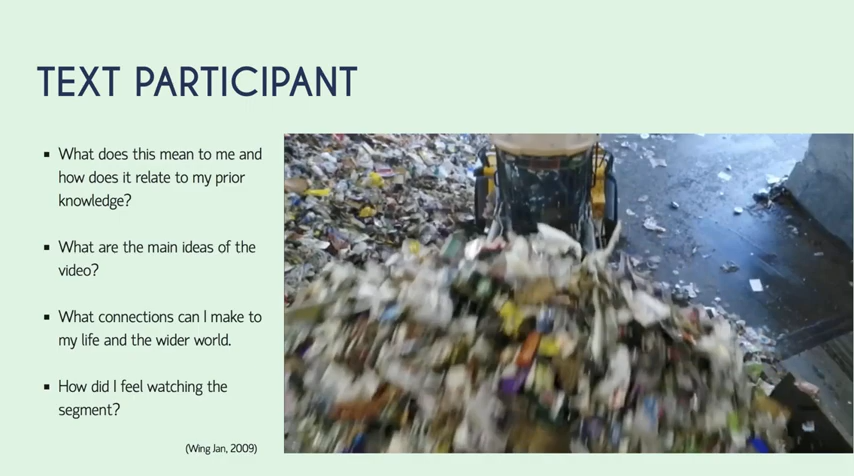 TEXT PARTICIPANT
▪ What does this mean to me and
how does it relate to my prior
knowledge?
▪ What are the main ideas of the
video?
▪ What connections can I make to
my life and the wider world.
▪ How did I feel watching the
segment?
(Wing Jan, 2009)